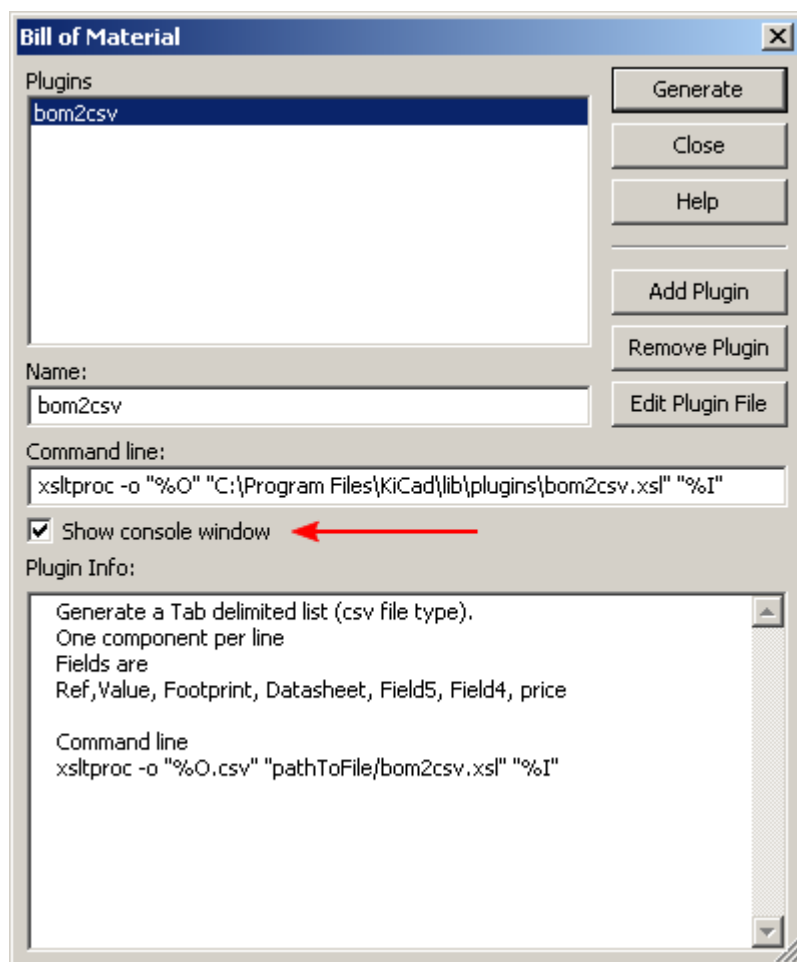 Bill of Material
Plugins
bom2csv
Generate
Close
Help
Add Plugin
Remove Plugin
Edit Plugin File
Name:
bom2csv
Command line:
xsltproc -o "%O" "C:\Program Files\KiCad\lib\plugins\bom2csv.xsl" "%I"
Show console window
Plugin Info:
Generate a Tab delimited list (csv file type).
One component per line
Fields are
Ref,Value, Footprint, Datasheet, Field5, Field4, price
Command line
xsltproc -o "%O.csv" "pathToFile/bom2csv.xsl" "%I"